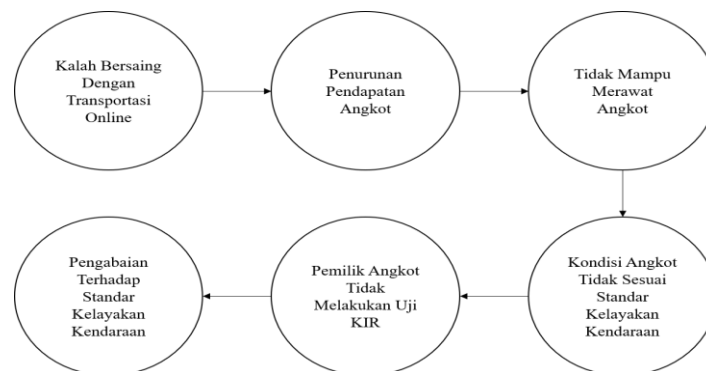 Kalah Bersaing
Dengan
Transportasi
Online
Penurunan
Pendapatan
Angkot
Tidak Mampu
Merawat
Angkot
Kondisi Angkot
Tidak Sesuai
Standar
Kelayakan
Kendaraan
Pemilik Angkot
Tidak
Melakukan Uji
KIR
Pengabaian
Terhadap
Standar
Kelayakan
Kendaraan